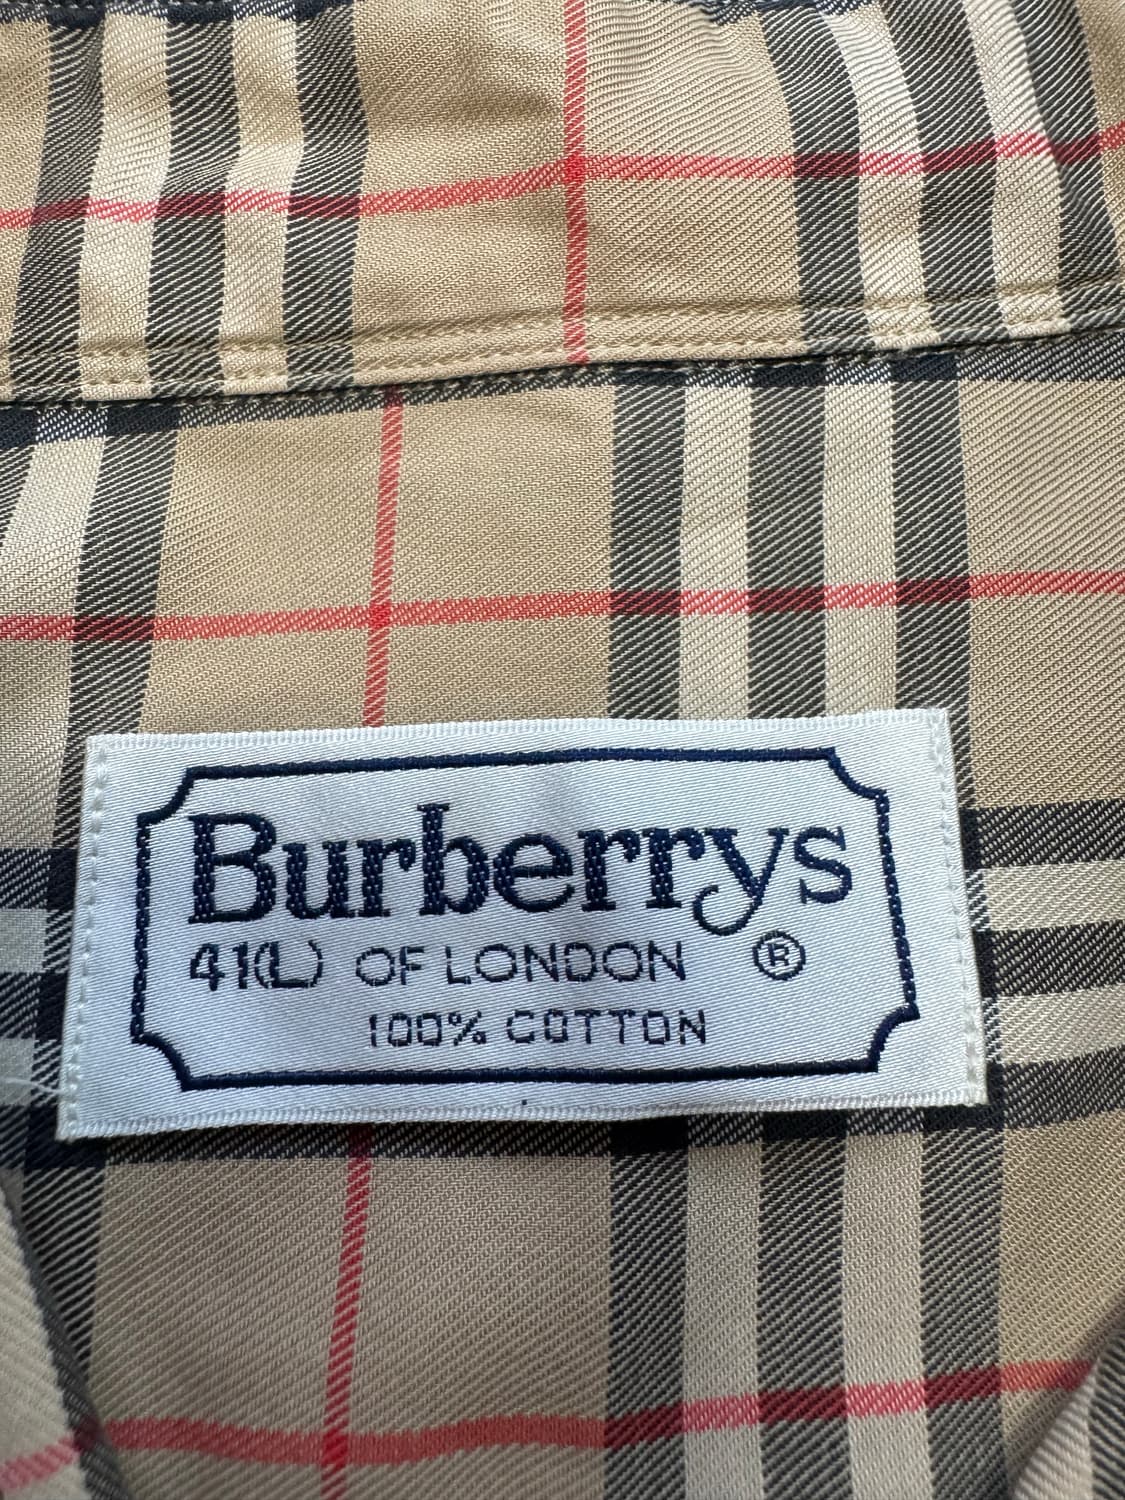 Burberrys
41(L) OF LONDON ®
100% COTTON